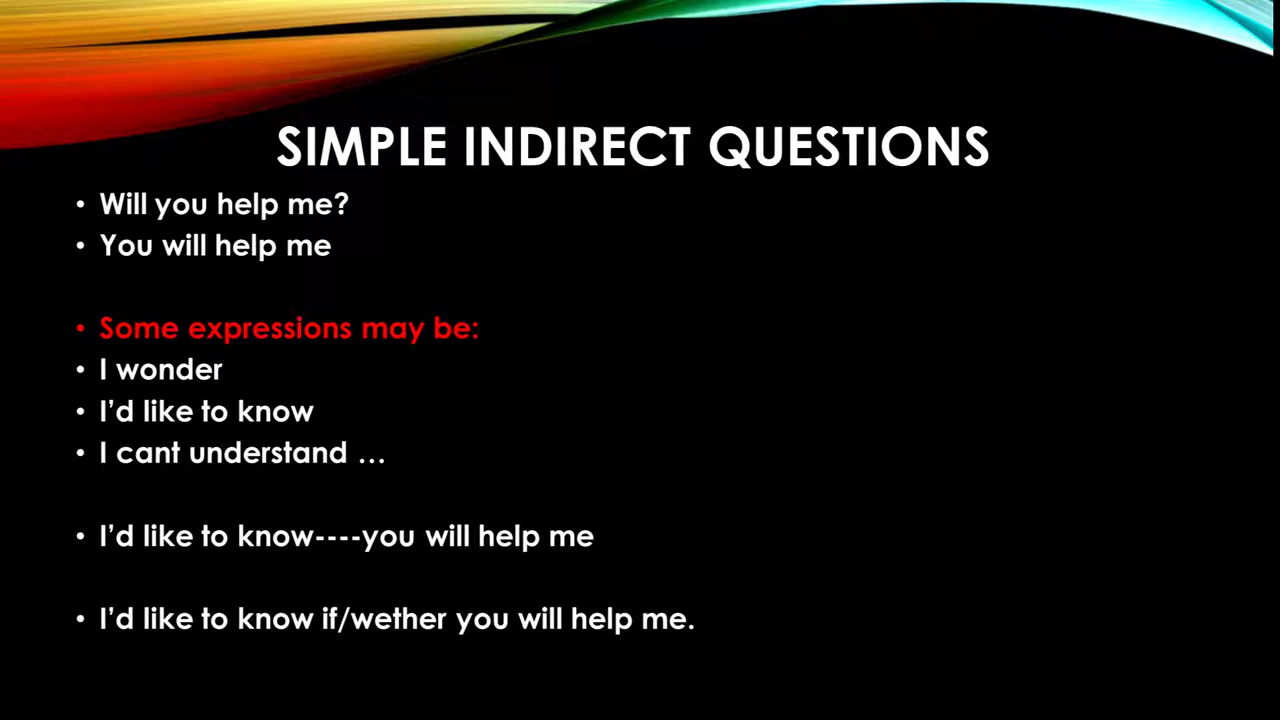 SIMPLE INDIRECT QUESTIONS
• Will you help me?
• You will help me
• Some expressions may be:
• I wonder
• I’d like to know
• I cant understand …
• I’d like to know----you will help me
• I’d like to know if/wether you will help me.